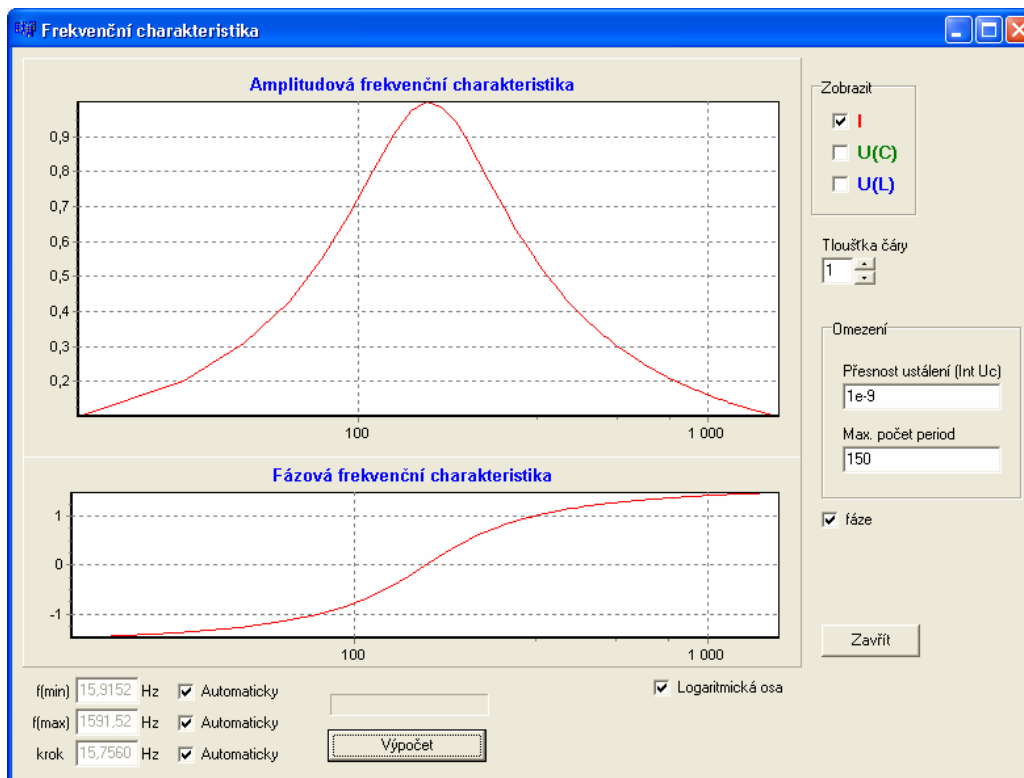 Frekvenční charakteristika
Amplitudová frekvenční charakteristika
0,9
0,8
0,7
0,6
0,5
0,4
0,3
0,2
100 1 000
Fázová frekvenční charakteristika
1
0
-1
100 1 000
Zobrazit
I
U(C)
U(L)
Tloušťka čáry
1
Omezení
Přesnost ustálení (Int Uc)
1e-9
Max. počet period
150
fáze
Zavřít
f(min) 15,9152 Hz Automaticky
f(max) 1591,52 Hz Automaticky
krok 15,7560 Hz Automaticky
Výpočet
Logaritmická osa